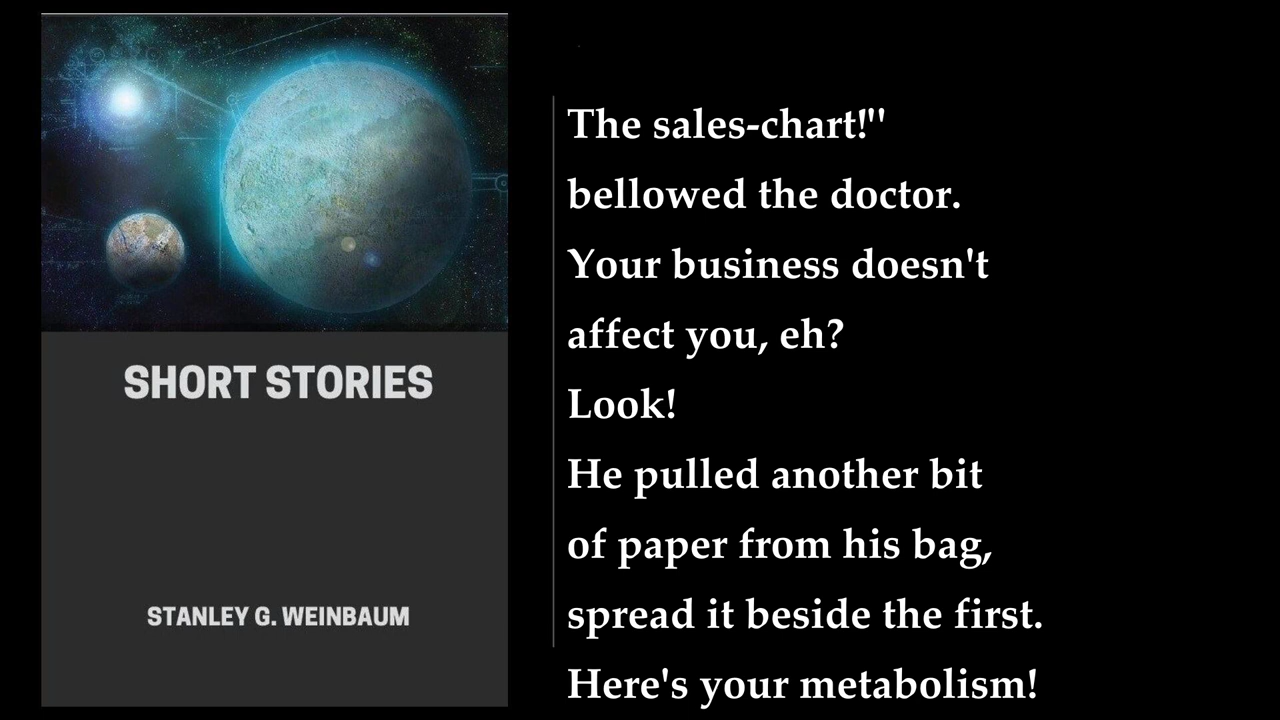 SHORT STORIES
STANLEY G. WEINBAUM
The sales-chart!"
bellowed the doctor.
Your business doesn't
affect you, eh?
Look!
He pulled another bit
of paper from his bag,
spread it beside the first.
Here's your metabolism!